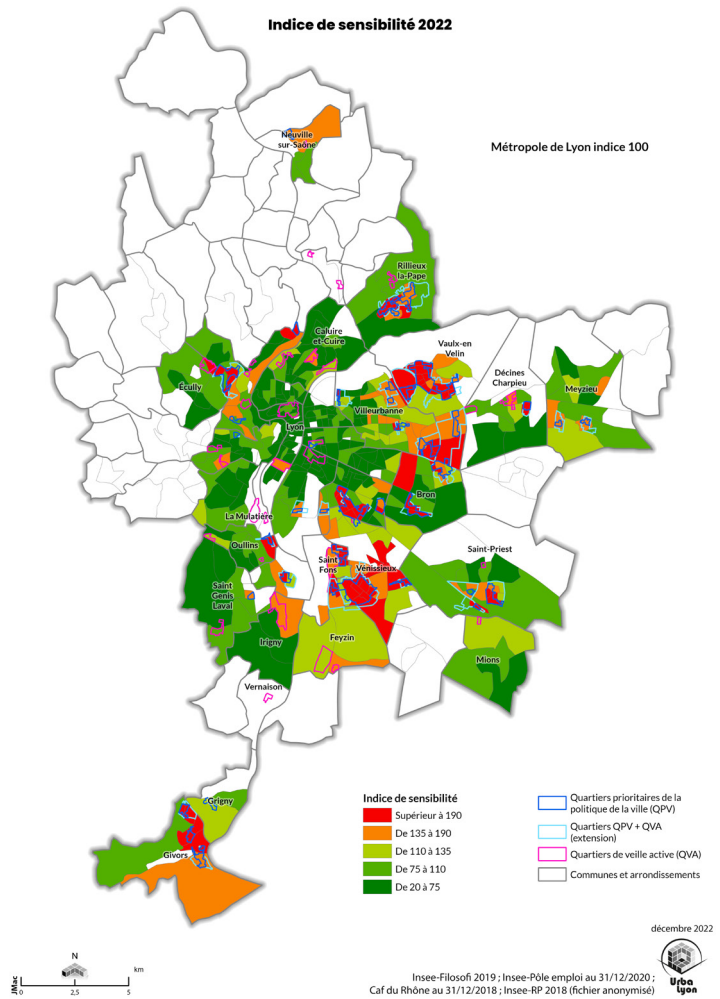 Indice de sensibilité 2022
Métropole de Lyon indice 100
Neuville
sur-Saône
Rillieux
la-Pape
Caluire
et-Cuire
Vaulx-en
Velin
Décines
Charpieu
Meyzieu
Écully
Villeurbanne
Lyon
Bron
La Mulatière
Oullins
Saint-Priest
Saint
Fons
Vénissieux
Saint
Genis
Laval
Feyzin
Irigny
Mions
Vernaison
Grigny
Givors
Indice de sensibilité
Supérieur à 190
De 135 à 190
De 110 à 135
De 75 à 110
De 20 à 75
Quartiers prioritaires de la
politique de la ville (QPV)
Quartiers QPV + QVA
(extension)
Quartiers de veille active (QVA)
Communes et arrondissements
décembre 2022
N
km
0 2,5 5
JMac
Insee-Filosofi 2019 ; Insee-Pôle emploi au 31/12/2020 ;
Caf du Rhône au 31/12/2018 ; Insee-RP 2018 (fichier anonymisé)
Urba
Lyon